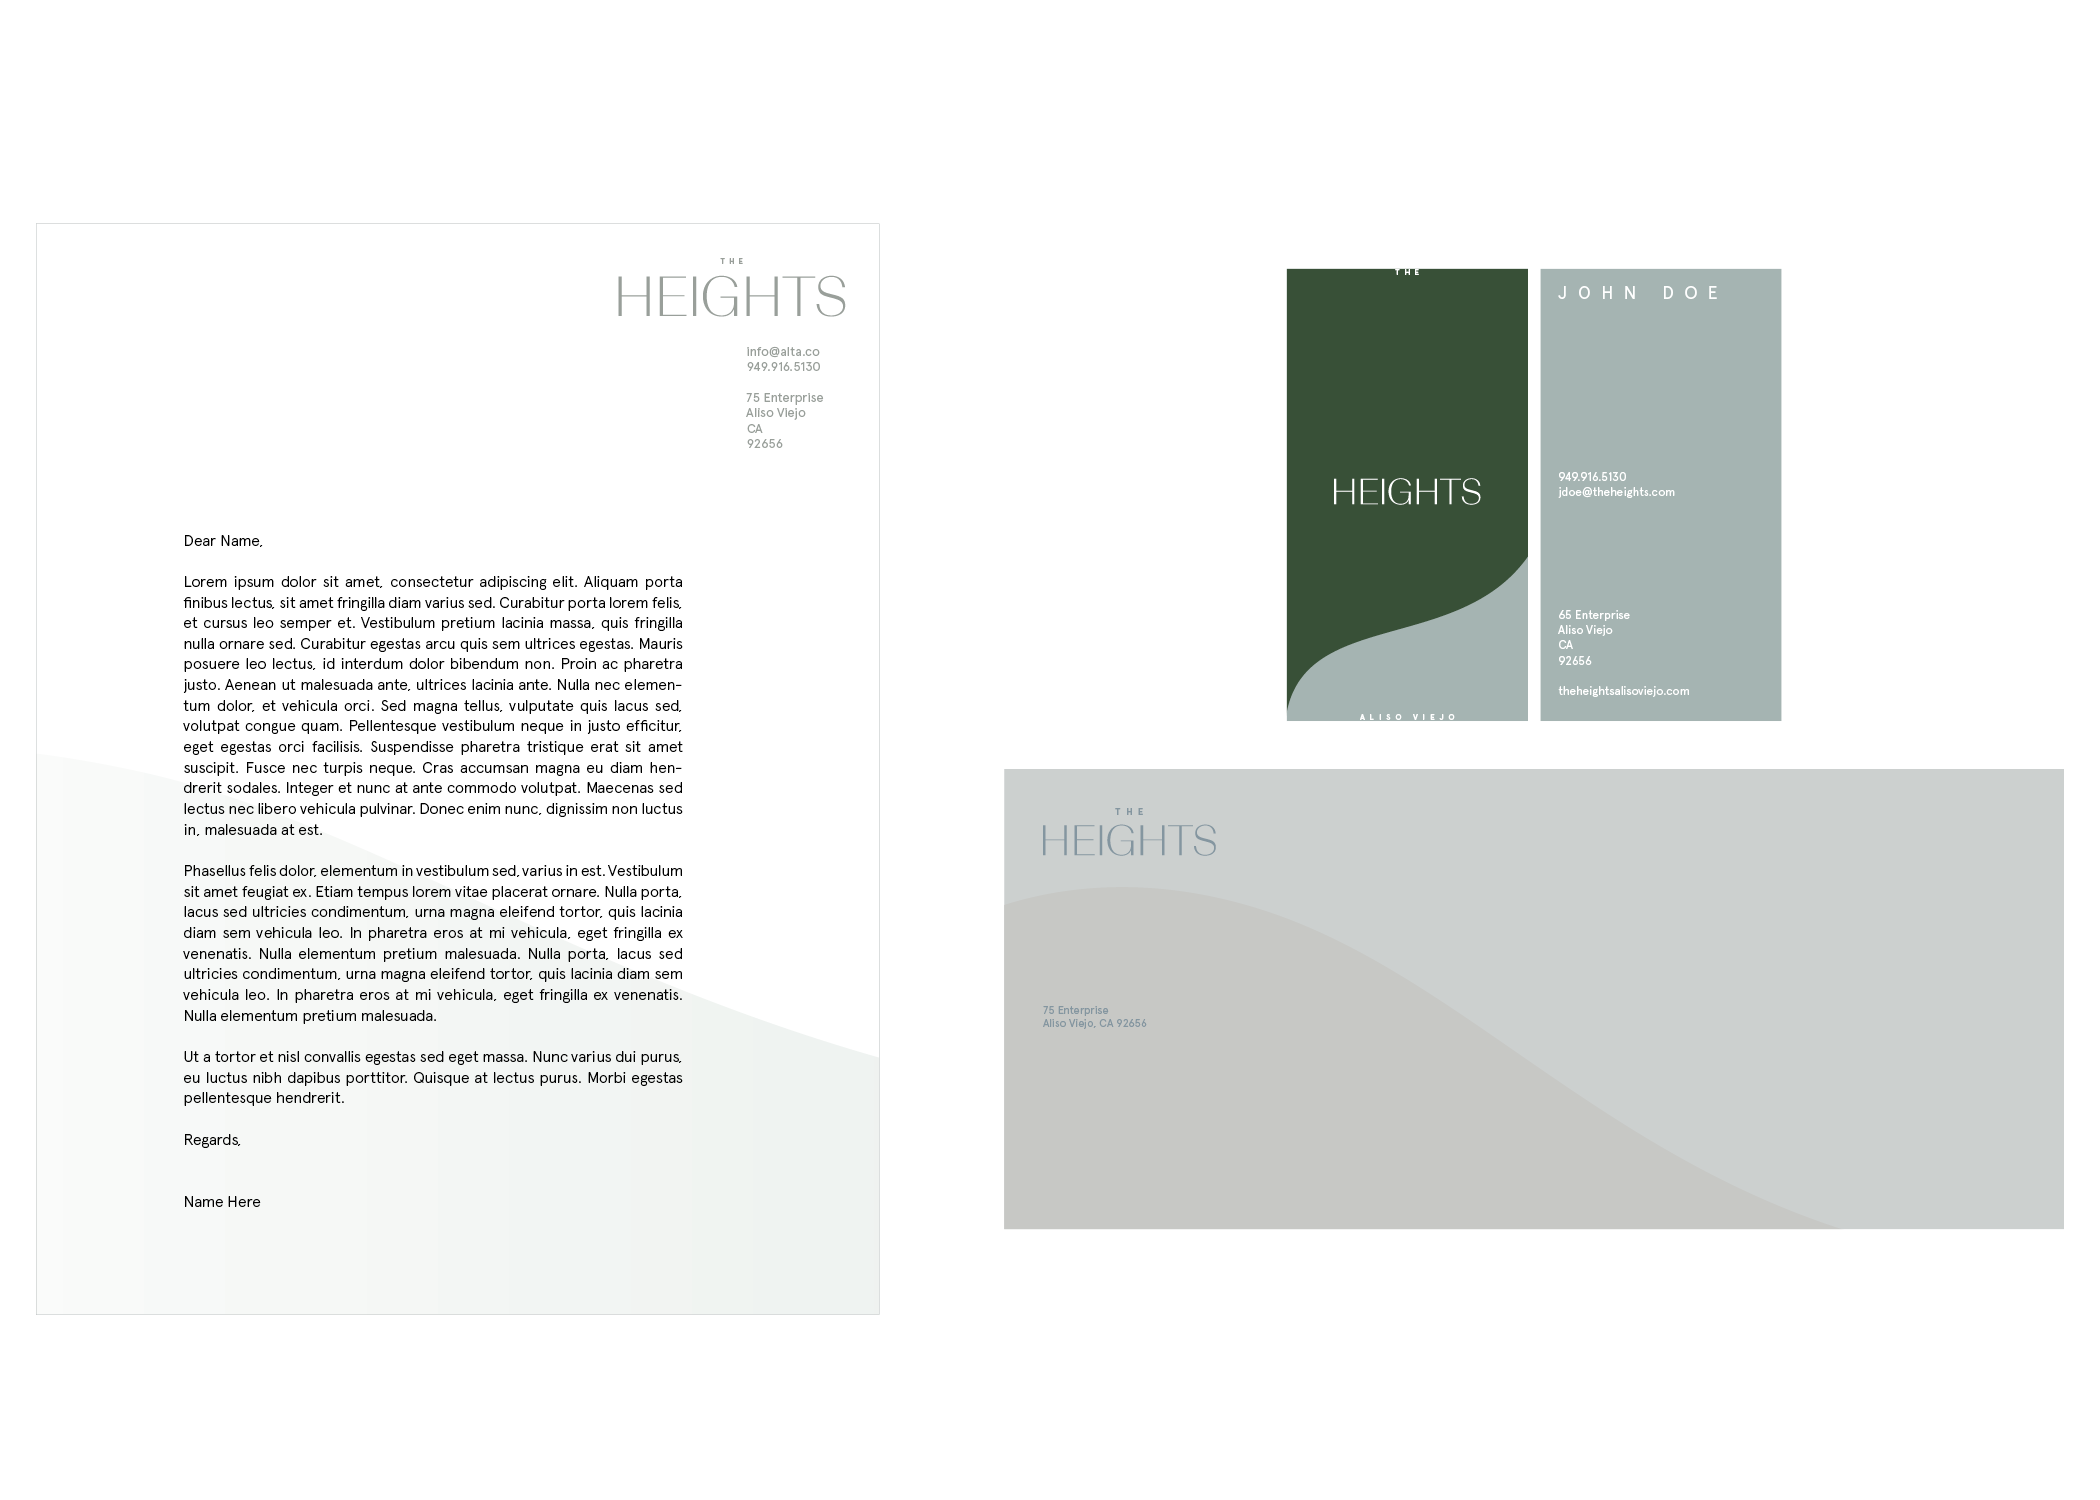 THE
HEIGHTS
info@alta.co
949.916.5130
75 Enterprise
Aliso Viejo
CA
92656
Dear Name,
Lorem ipsum dolor sit amet, consectetur adipiscing elit. Aliquam porta
finibus lectus, sit amet fringilla diam varius sed. Curabitur porta lorem felis,
et cursus leo semper et. Vestibulum pretium lacinia massa, quis fringilla
nulla ornare sed. Curabitur egestas arcu quis sem ultrices egestas. Mauris
posuere leo lectus, id interdum dolor bibendum non. Proin ac pharetra
justo. Aenean ut malesuada ante, ultrices lacinia ante. Nulla nec elemen-
tum dolor, et vehicula orci. Sed magna tellus, vulputate quis lacus sed,
volutpat congue quam. Pellentesque vestibulum neque in justo efficitur,
eget egestas orci facilisis. Suspendisse pharetra tristique erat sit amet
suscipit. Fusce nec turpis neque. Cras accumsan magna eu diam hen-
drerit sodales. Integer et nunc at ante commodo volutpat. Maecenas sed
lectus nec libero vehicula pulvinar. Donec enim nunc, dignissim non luctus
in, malesuada at est.
Phasellus felis dolor, elementum in vestibulum sed, varius in est. Vestibulum
sit amet feugiat ex. Etiam tempus lorem vitae placerat ornare. Nulla porta,
lacus sed ultricies condimentum, urna magna eleifend tortor, quis lacinia
diam sem vehicula leo. In pharetra eros at mi vehicula, eget fringilla ex
venenatis. Nulla elementum pretium malesuada. Nulla porta, lacus sed
ultricies condimentum, urna magna eleifend tortor, quis lacinia diam sem
vehicula leo. In pharetra eros at mi vehicula, eget fringilla ex venenatis.
Nulla elementum pretium malesuada.
Ut a tortor et nisl convallis egestas sed eget massa. Nunc varius dui purus,
eu luctus nibh dapibus porttitor. Quisque at lectus purus. Morbi egestas
pellentesque hendrerit.
Regards,
Name Here
THE
HEIGHTS
ALISO VIEJO
JOHN DOE
949.916.5130
jdoe@theheights.com
65 Enterprise
Aliso Viejo
CA
92656
theheightsalisoviejo.com
THE
HEIGHTS
75 Enterprise
Aliso Viejo, CA 92656